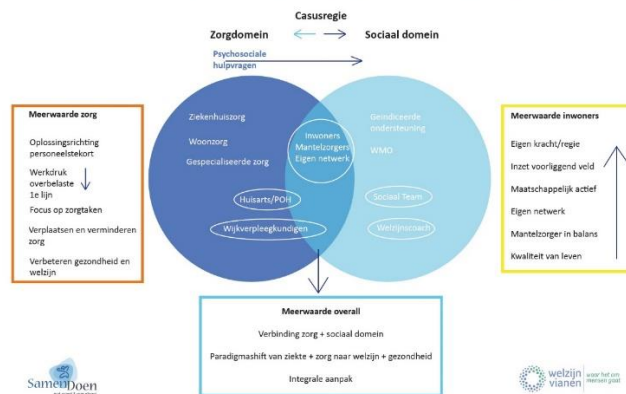 Casusregie
Zorgdomein
Sociaal domein
Psychosociale
hulpvragen
Meerwaarde zorg
Oplossingsrichting
personeelstekort
Werkdruk
overbelaste
1e lijn
Focus op zorgtaken
Verplaatsen en verminderen
zorg
Verbeteren gezondheid en
welzijn
Ziekenhuiszorg
Woonzorg
Gespecialiseerde zorg
Huisarts/POH
Wijkverpleegkundigen
Inwoners
Mantelzorgers
Eigen netwerk
Geïndiceerde
ondersteuning
WMO
Sociaal Team
Welzijnscoach
Meerwaarde inwoners
Eigen kracht/regie
Inzet voorliggend veld
Maatschappelijk actief
Eigen netwerk
Mantelzorger in balans
Kwaliteit van leven
Meerwaarde overall
Verbinding zorg + sociaal domein
Paradigmashift van ziekte + zorg naar welzijn + gezondheid
Integrale aanpak
SamenDoen
welzijn
vianen
waar het om
mensen gaat